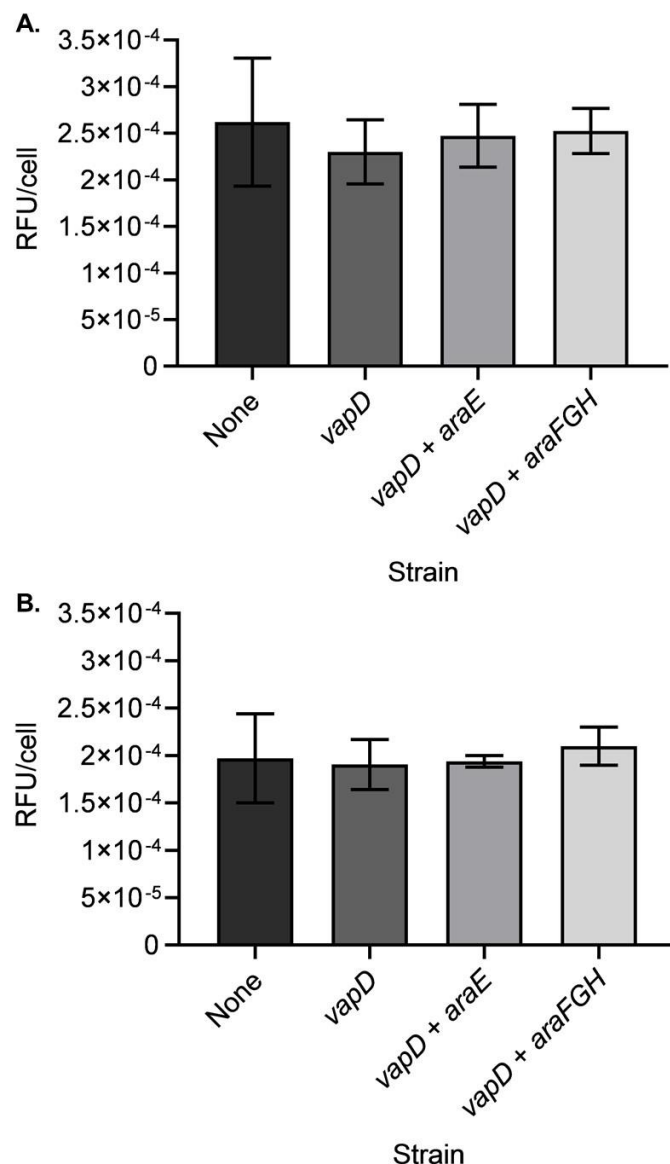 A.
3.5×10⁻⁴
3×10⁻⁴
2.5×10⁻⁴
2×10⁻⁴
1.5×10⁻⁴
1×10⁻⁴
5×10⁻⁵
0
RFU/cell
None
vapD
vapD + araE
vapD + araFGH
Strain
B.
3.5×10⁻⁴
3×10⁻⁴
2.5×10⁻⁴
2×10⁻⁴
1.5×10⁻⁴
1×10⁻⁴
5×10⁻⁵
0
RFU/cell
None
vapD
vapD + araE
vapD + araFGH
Strain